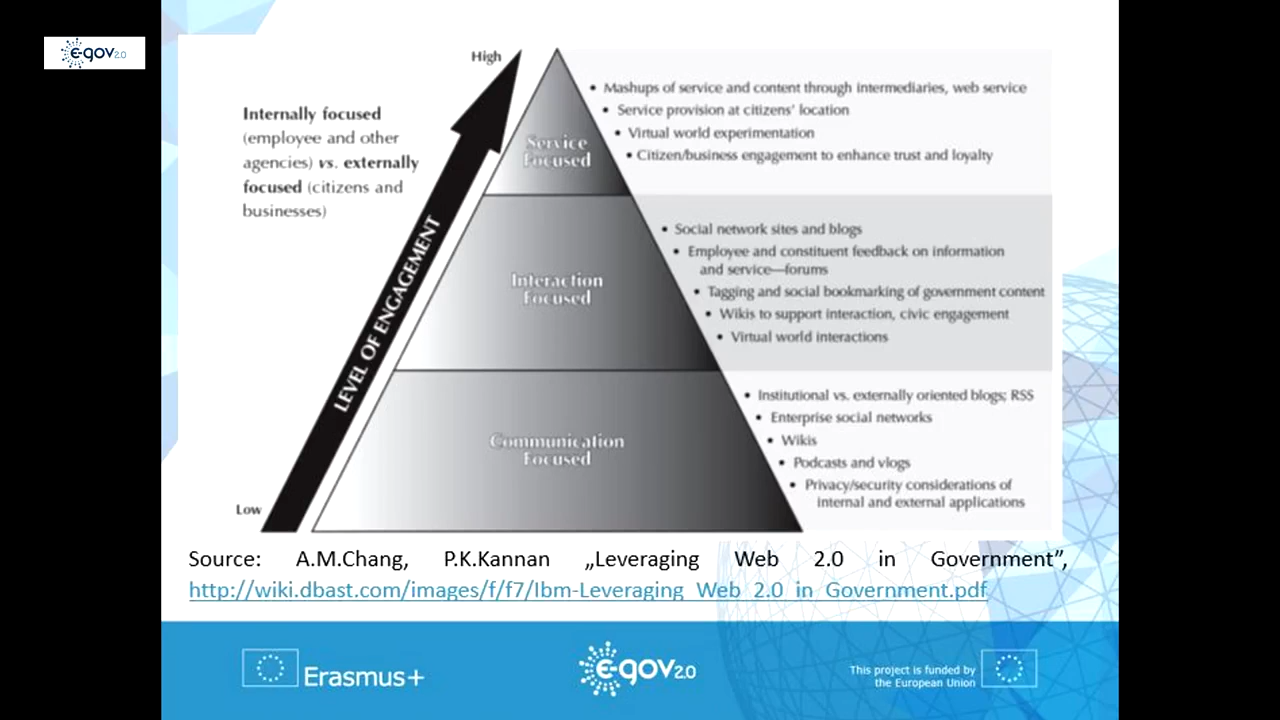 e-gov 2.0
High
Internally focused
(employee and other
agencies) vs. externally
focused (citizens and
businesses)
LEVEL OF ENGAGEMENT
Low
Service
Focused
• Mashups of service and content through intermediaries, web service
• Service provision at citizens' location
• Virtual world experimentation
• Citizen/business engagement to enhance trust and loyalty
Interaction
Focused
• Social network sites and blogs
• Employee and constituent feedback on information
and service—forums
• Tagging and social bookmarking of government content
• Wikis to support interaction, civic engagement
• Virtual world interactions
Communication
Focused
• Institutional vs. externally oriented blogs; RSS
• Enterprise social networks
• Wikis
• Podcasts and vlogs
• Privacy/security considerations of
internal and external applications
Source: A.M.Chang, P.K.Kannan „Leveraging Web 2.0 in Government”,
http://wiki.dbast.com/images/f/f7/Ibm-Leveraging_Web_2.0_in_Government.pdf
Erasmus+
e-gov 2.0
This project is funded by
the European Union